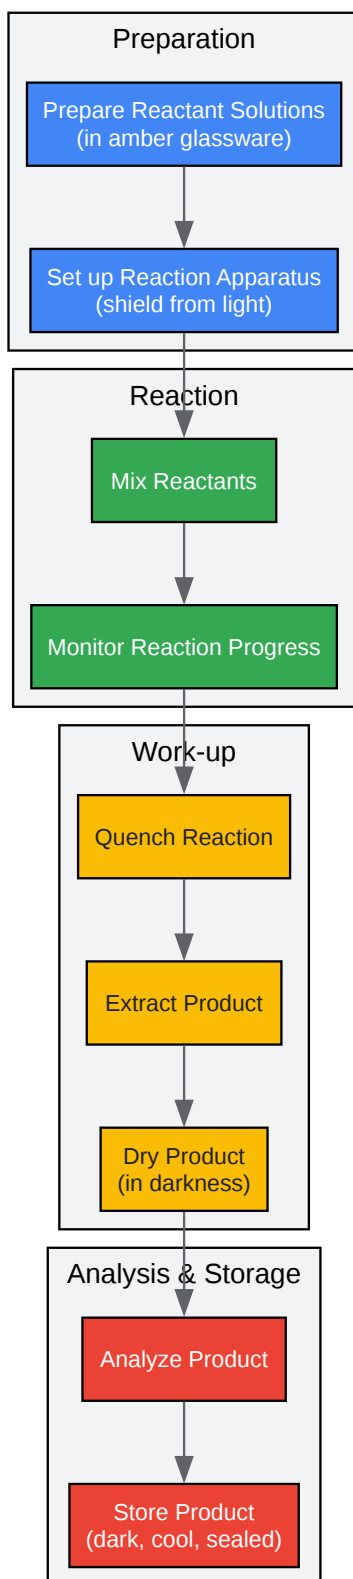 Preparation
Prepare Reactant Solutions
(in amber glassware)
Set up Reaction Apparatus
(shield from light)
Reaction
Mix Reactants
Monitor Reaction Progress
Work-up
Quench Reaction
Extract Product
Dry Product
(in darkness)
Analysis & Storage
Analyze Product
Store Product
(dark, cool, sealed)